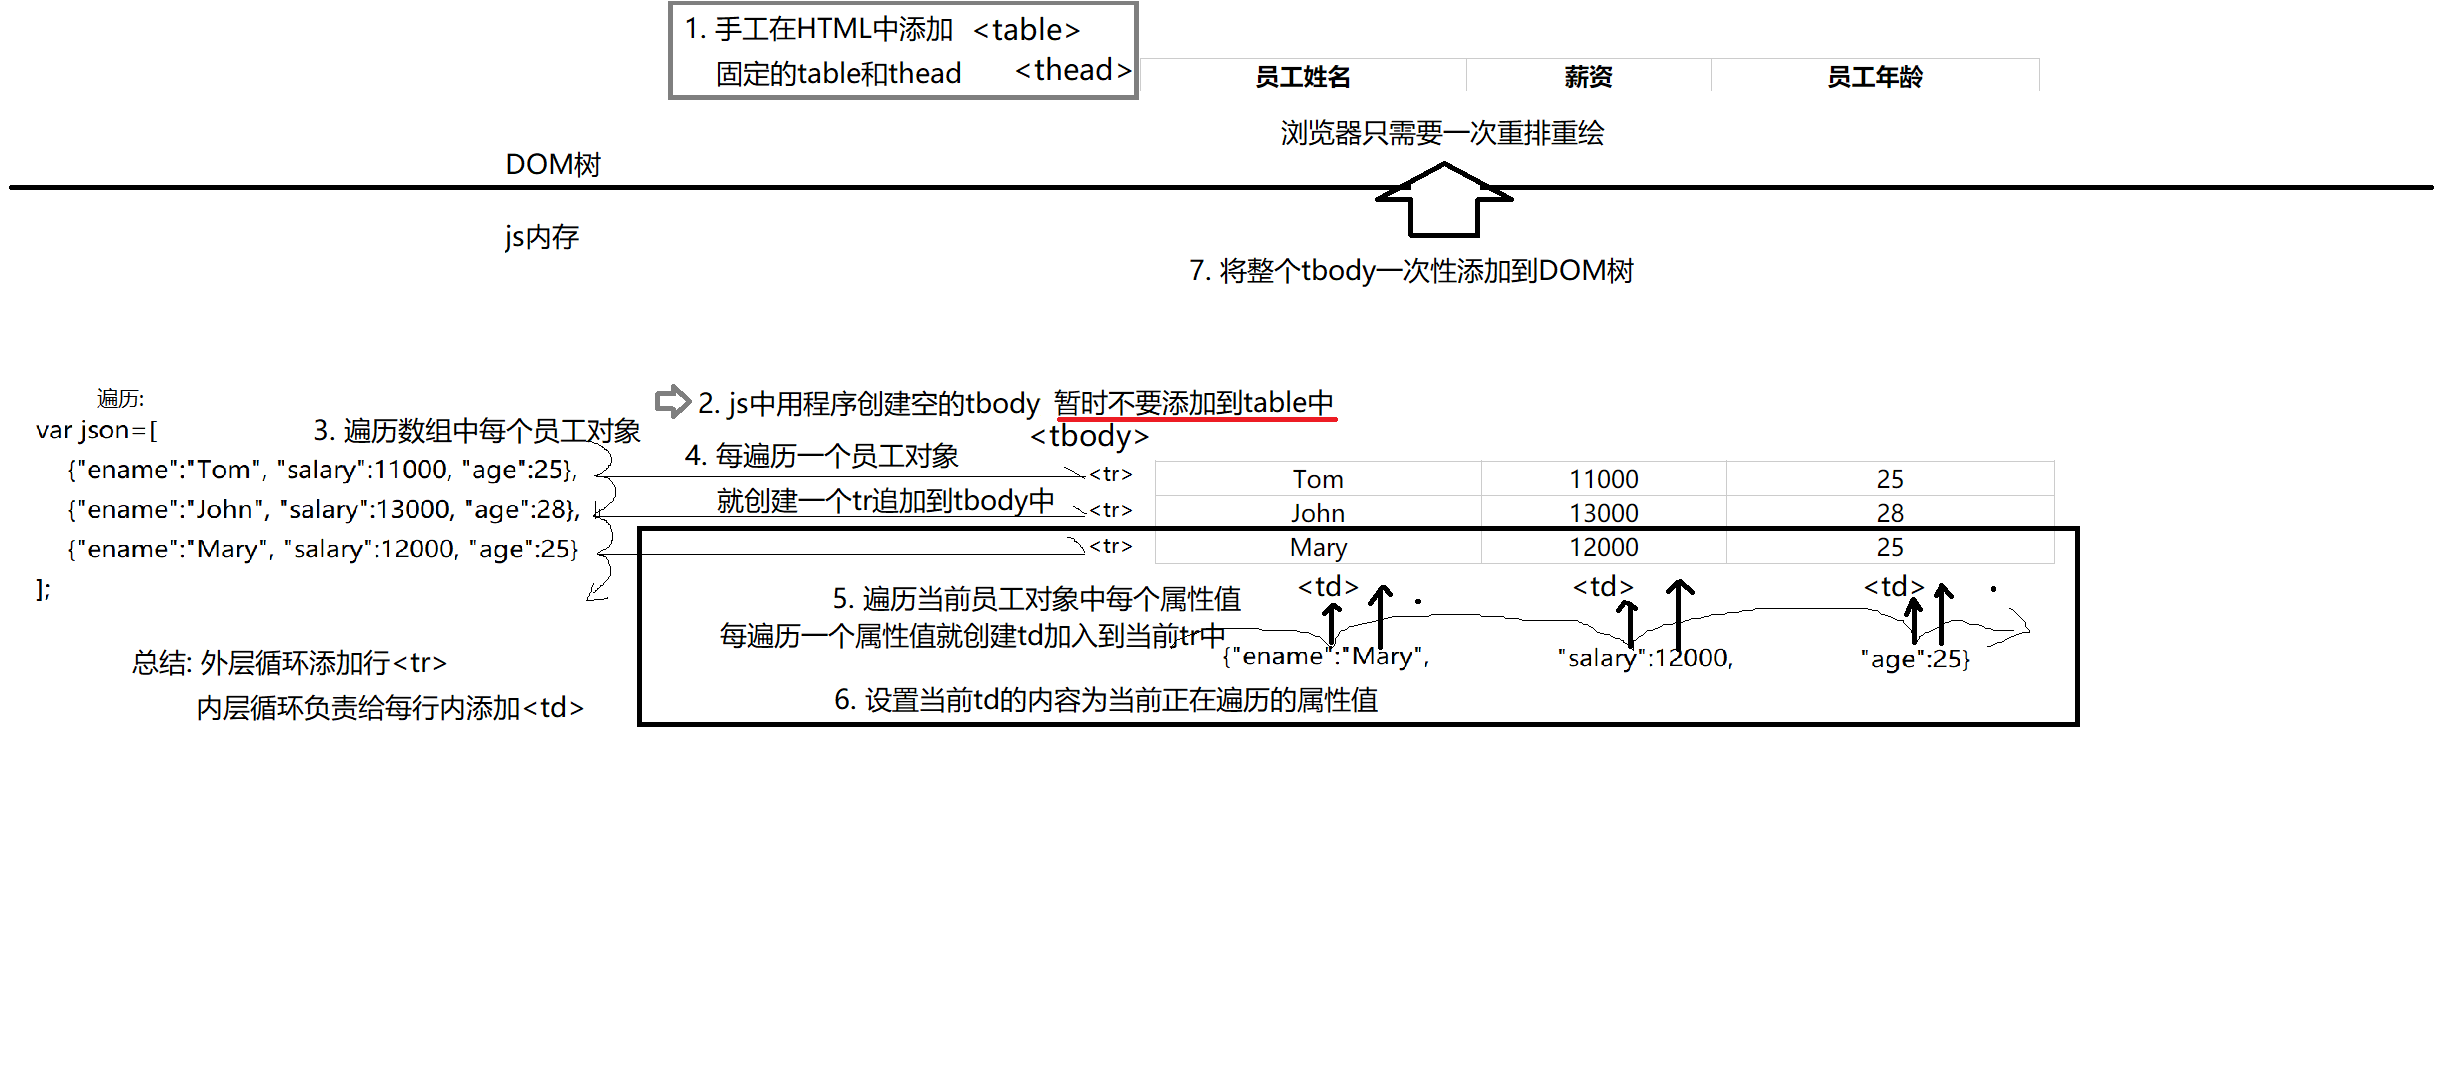 1. 手工在HTML中添加 <table>
固定的table和thead <thead>
员工姓名 薪资 员工年龄
浏览器只需要一次重排重绘
DOM树
js内存
7. 将整个tbody一次性添加到DOM树
遍历:
2. js中用程序创建空的tbody 暂时不要添加到table中
var json=[
3. 遍历数组中每个员工对象
<tbody>
{"ename":"Tom", "salary":11000, "age":25},
4. 每遍历一个员工对象
<tr> Tom 11000 25
{"ename":"John", "salary":13000, "age":28},
就创建一个tr追加到tbody中
<tr> John 13000 28
{"ename":"Mary", "salary":12000, "age":25}
<tr> Mary 12000 25
];
<td> <td> <td>
5. 遍历当前员工对象中每个属性值
每遍历一个属性值就创建td加入到当前tr中
{"ename":"Mary", "salary":12000, "age":25}
总结: 外层循环添加行<tr>
内层循环负责给每行内添加<td>
6. 设置当前td的内容为当前正在遍历的属性值